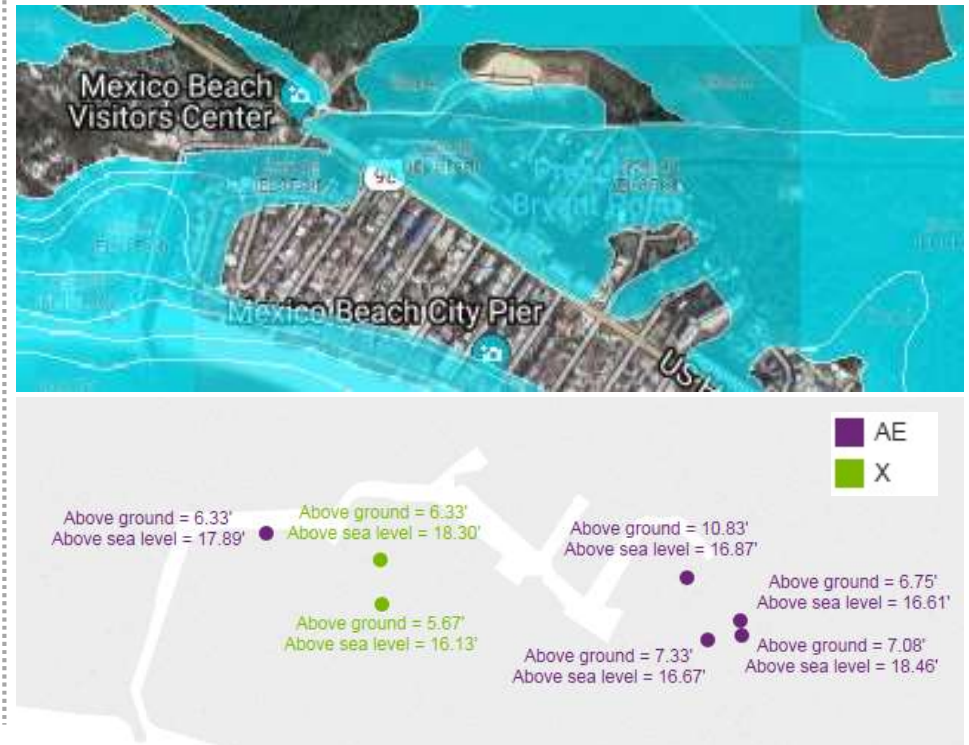 Mexico Beach
Visitors Center
Mexico Beach City Pier
US
AE
X
Above ground = 6.33'
Above sea level = 17.89'
Above ground = 6.33'
Above sea level = 18.30'
Above ground = 5.67'
Above sea level = 16.13'
Above ground = 10.83'
Above sea level = 16.87'
Above ground = 6.75'
Above sea level = 16.61'
Above ground = 7.33'
Above sea level = 16.67'
Above ground = 7.08'
Above sea level = 18.46'